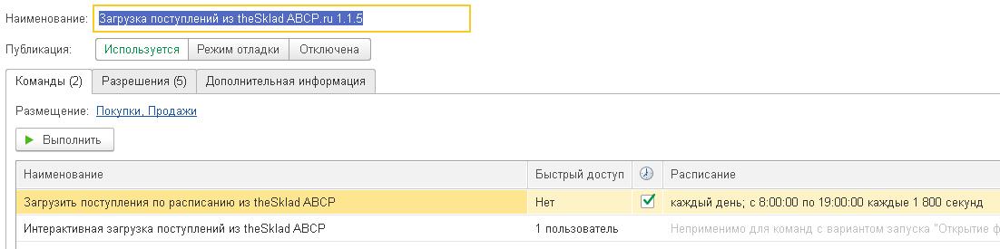 Наименование: Загрузка поступлений из theSklad ABCP.ru 1.1.5
Публикация: Используется Режим отладки Отключена
Команды (2) Разрешения (5) Дополнительная информация
Размещение: Покупки, Продажи
Выполнить
Наименование Быстрый доступ Расписание
Загрузить поступления по расписанию из theSklad ABCP Нет каждый день; с 8:00:00 по 19:00:00 каждые 1 800 секунд
Интерактивная загрузка поступлений из theSklad ABCP 1 пользователь Неприменимо для команд с вариантом запуска "Открытие ф